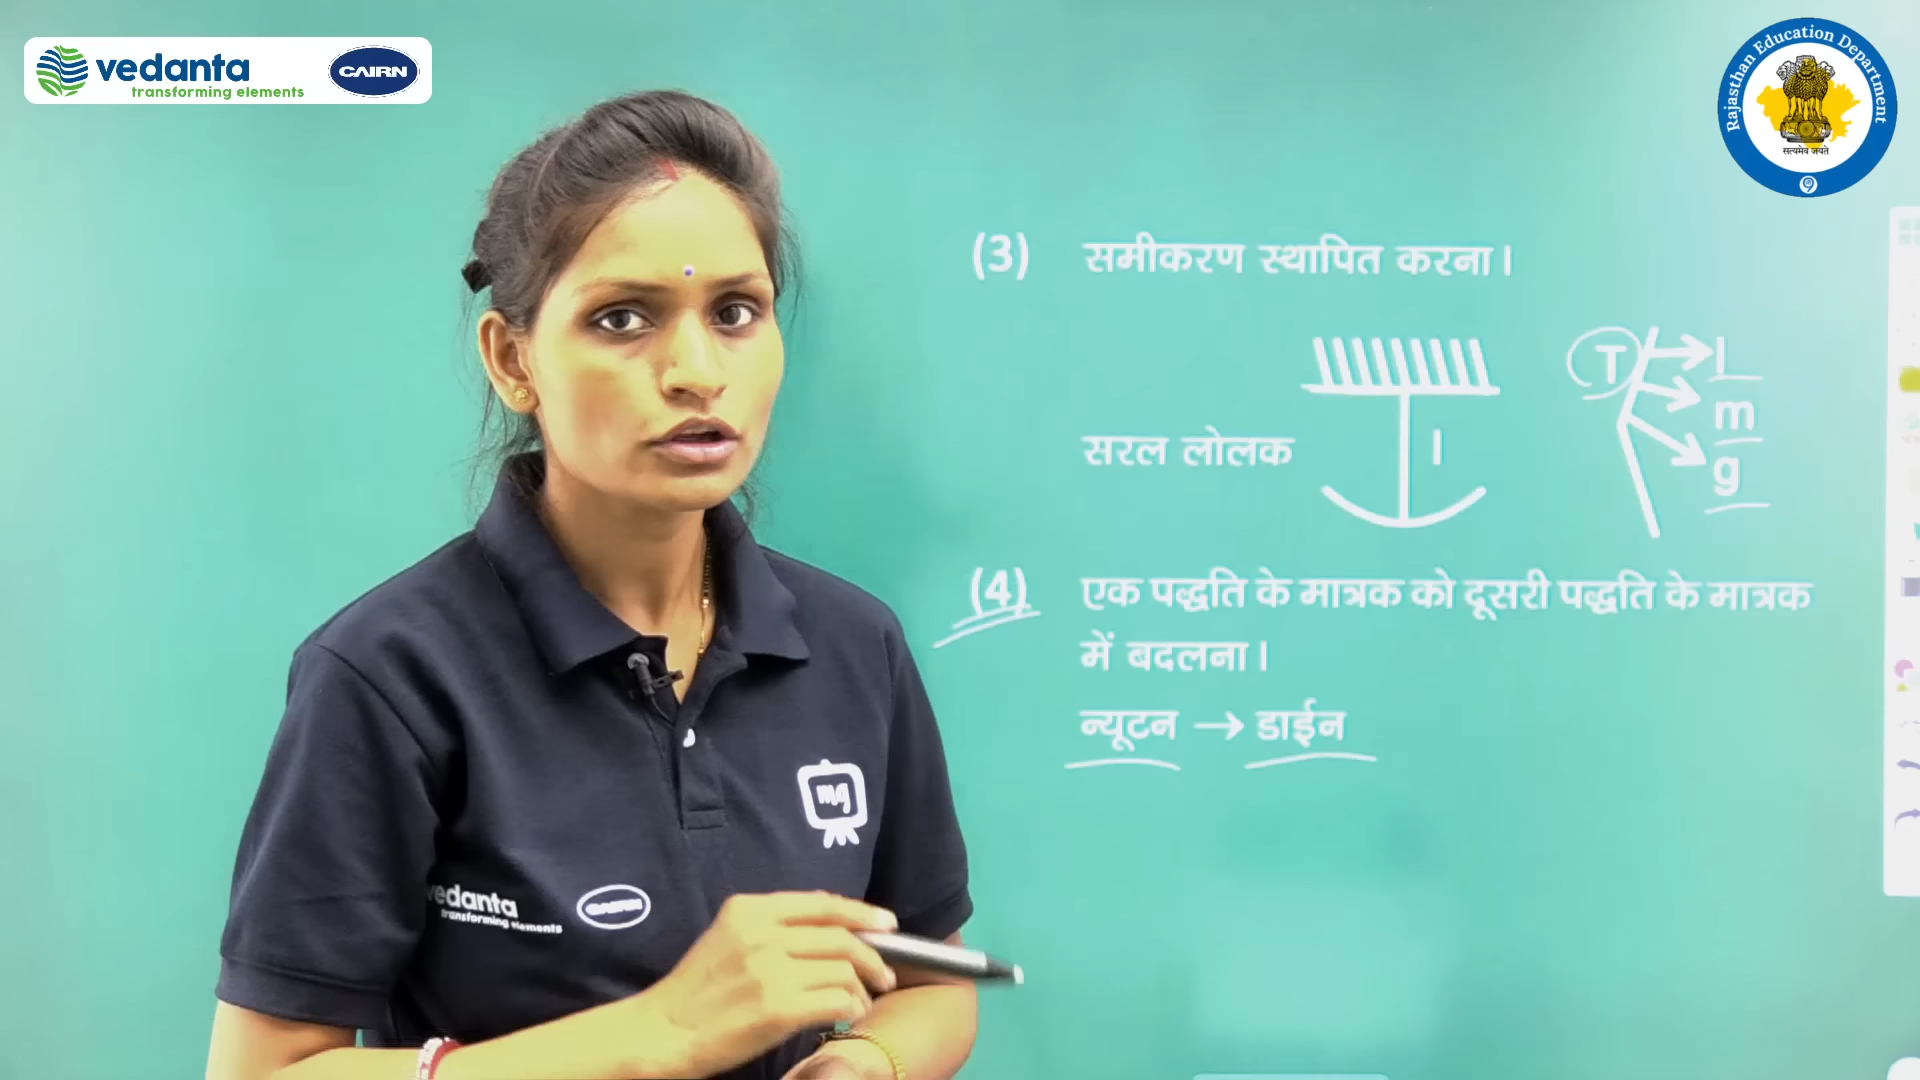 vedanta
transforming elements
CAIRN
Rajasthan Education Department
सत्यमेव जयते
(3) समीकरण स्थापित करना।
T
l
m
g
सरल लोलक
l
(4) एक पद्धति के मात्रक को दूसरी पद्धति के मात्रक
में बदलना।
न्यूटन → डाईन
mg
vedanta
transforming elements
CAIRN